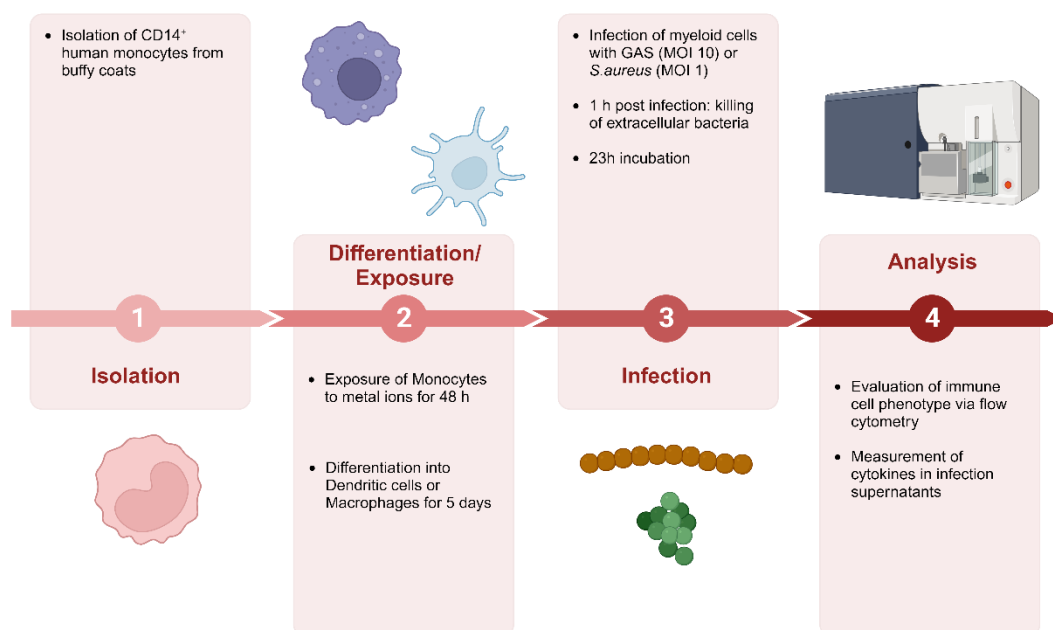 • Isolation of CD14⁺
human monocytes from
buffy coats
1
Isolation
Differentiation/
Exposure
2
• Exposure of Monocytes
to metal ions for 48 h
• Differentiation into
Dendritic cells or
Macrophages for 5 days
• Infection of myeloid cells
with GAS (MOI 10) or
S.aureus (MOI 1)
• 1 h post infection: killing
of extracellular bacteria
• 23h incubation
3
Infection
Analysis
4
• Evaluation of immune
cell phenotype via flow
cytometry
• Measurement of
cytokines in infection
supernatants